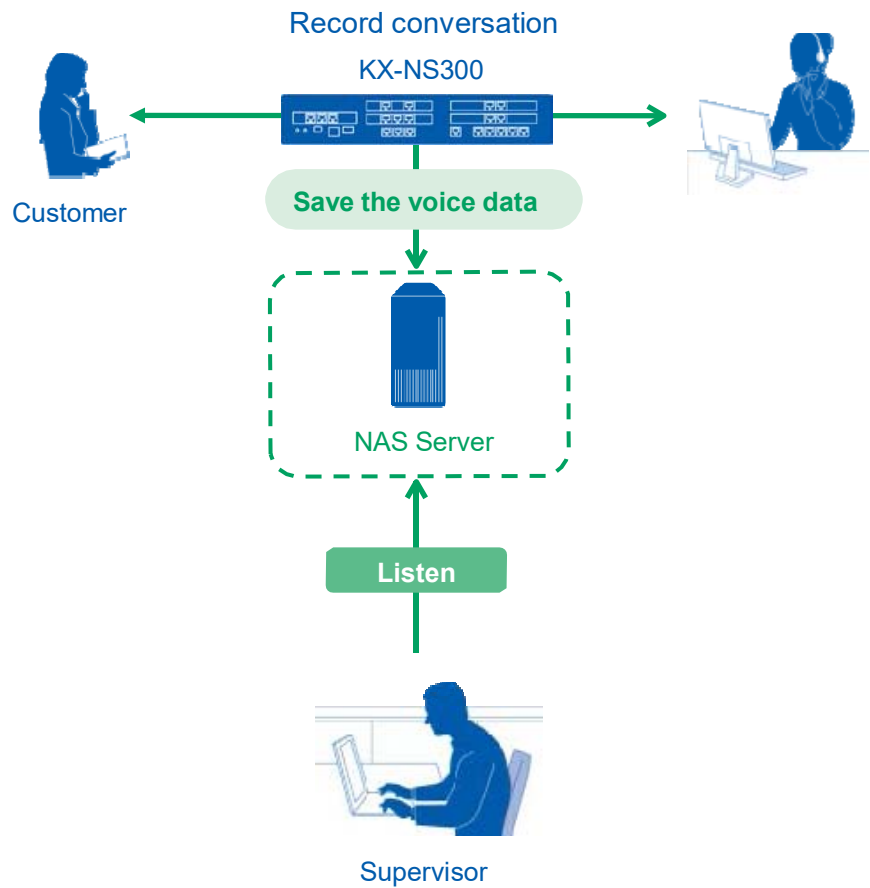 Record conversation
KX-NS300
Customer
Save the voice data
NAS Server
Listen
Supervisor